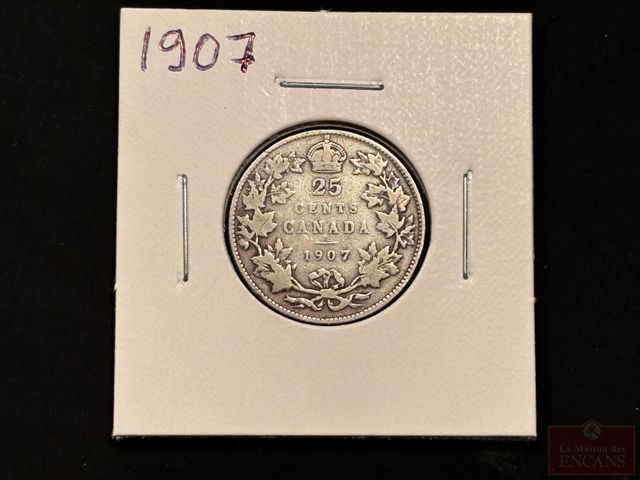 1907
25
CENTS
CANADA
1907
La Maison des
ENCANS